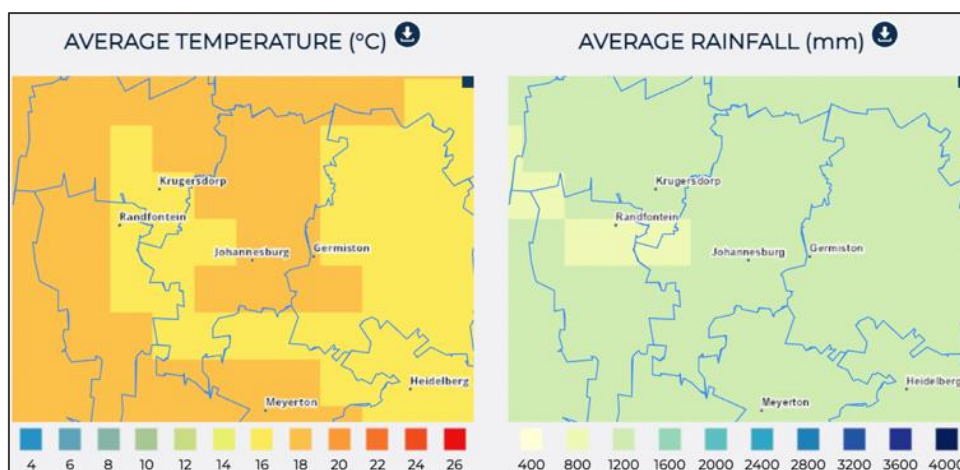 AVERAGE TEMPERATURE (°C)
Krugersdorp
Randfontein
Johannesburg
Germiston
Heidelberg
Meyerton
4 6 8 10 12 14 16 18 20 22 24 26
AVERAGE RAINFALL (mm)
Krugersdorp
Randfontein
Johannesburg
Germiston
Heidelberg
Meyerton
400 800 1200 1600 2000 2400 2800 3200 3600 4000